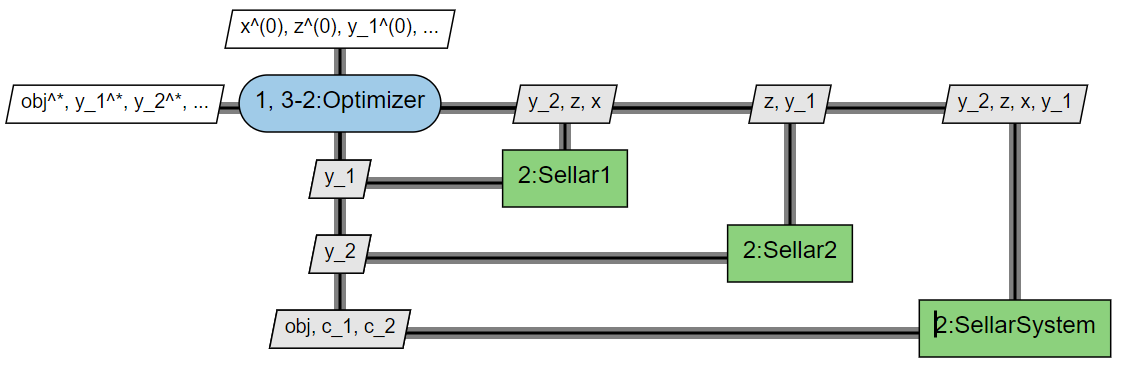 x^(0), z^(0), y_1^(0), ...
obj^*, y_1^*, y_2^*, ...
1, 3-2:Optimizer
y_2, z, x
z, y_1
y_2, z, x, y_1
y_1
2:Sellar1
y_2
2:Sellar2
obj, c_1, c_2
2:SellarSystem